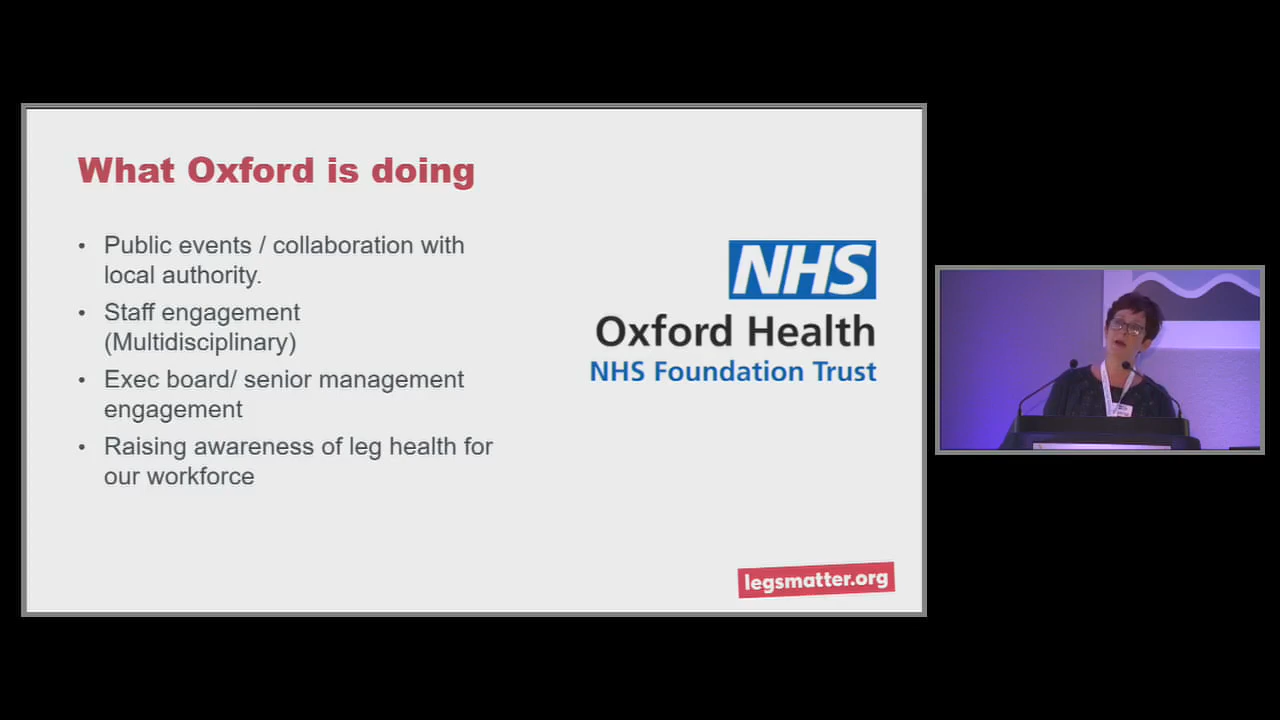 What Oxford is doing
• Public events / collaboration with
local authority.
• Staff engagement
(Multidisciplinary)
• Exec board/ senior management
engagement
• Raising awareness of leg health for
our workforce
NHS
Oxford Health
NHS Foundation Trust
legsmatter.org